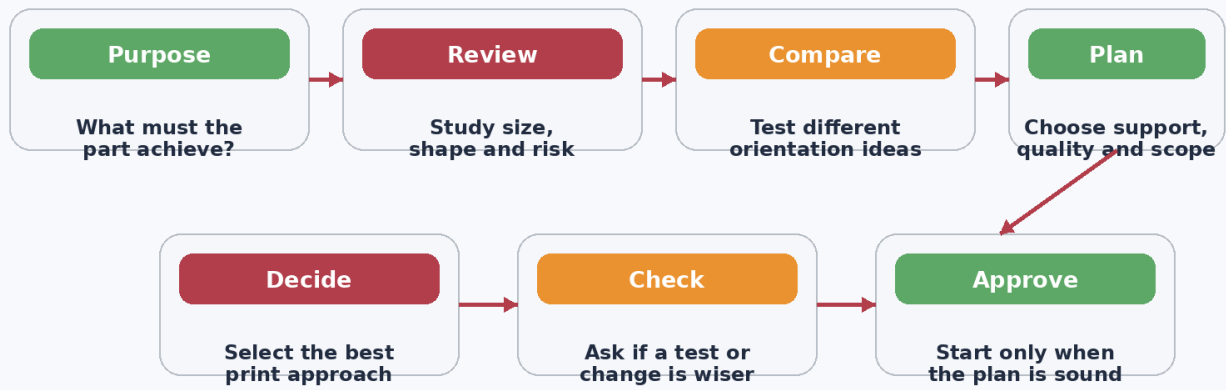 Purpose
What must the
part achieve?
Review
Study size,
shape and risk
Compare
Test different
orientation ideas
Plan
Choose support,
quality and scope
Decide
Select the best
print approach
Check
Ask if a test or
change is wiser
Approve
Start only when
the plan is sound